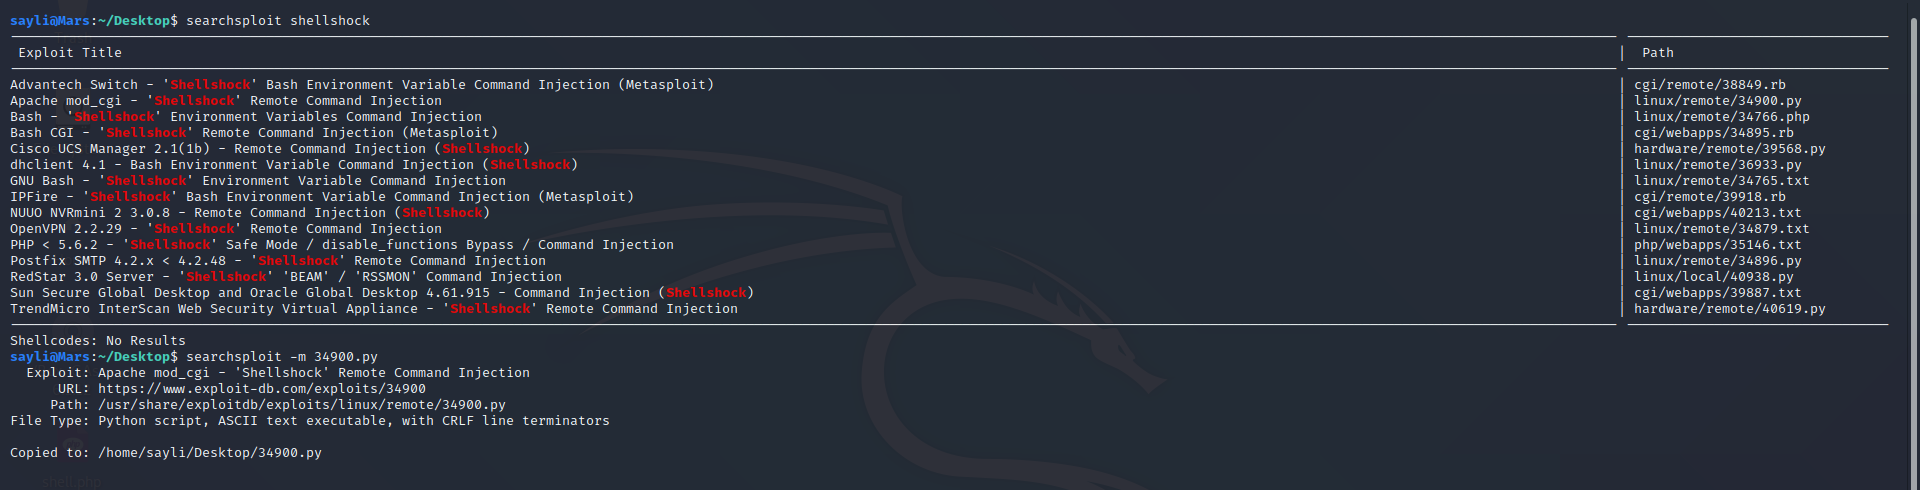 sayli@Mars:~/Desktop$ searchsploit shellshock
Exploit Title | Path
Advantech Switch - 'Shellshock' Bash Environment Variable Command Injection (Metasploit) | cgi/remote/38849.rb
Apache mod_cgi - 'Shellshock' Remote Command Injection | linux/remote/34900.py
Bash - 'Shellshock' Environment Variables Command Injection | linux/remote/34766.php
Bash CGI - 'Shellshock' Remote Command Injection (Metasploit) | cgi/webapps/34895.rb
Cisco UCS Manager 2.1(1b) - Remote Command Injection (Shellshock) | hardware/remote/39568.py
dhclient 4.1 - Bash Environment Variable Command Injection (Shellshock) | linux/remote/36933.py
GNU Bash - 'Shellshock' Environment Variable Command Injection | linux/remote/34765.txt
IPFire - 'Shellshock' Bash Environment Variable Command Injection (Metasploit) | cgi/remote/39918.rb
NUUO NVRmini 2 3.0.8 - Remote Command Injection (Shellshock) | cgi/webapps/40213.txt
OpenVPN 2.2.29 - 'Shellshock' Remote Command Injection | linux/remote/34879.txt
PHP < 5.6.2 - 'Shellshock' Safe Mode / disable_functions Bypass / Command Injection | php/webapps/35146.txt
Postfix SMTP 4.2.x < 4.2.48 - 'Shellshock' Remote Command Injection | linux/remote/34896.py
RedStar 3.0 Server - 'Shellshock' 'BEAM' / 'RSSMON' Command Injection | linux/local/40938.py
Sun Secure Global Desktop and Oracle Global Desktop 4.61.915 - Command Injection (Shellshock) | cgi/webapps/39887.txt
TrendMicro InterScan Web Security Virtual Appliance - 'Shellshock' Remote Command Injection | hardware/remote/40619.py
Shellcodes: No Results
sayli@Mars:~/Desktop$ searchsploit -m 34900.py
Exploit: Apache mod_cgi - 'Shellshock' Remote Command Injection
URL: https://www.exploit-db.com/exploits/34900
Path: /usr/share/exploitdb/exploits/linux/remote/34900.py
File Type: Python script, ASCII text executable, with CRLF line terminators
Copied to: /home/sayli/Desktop/34900.py
shell.php